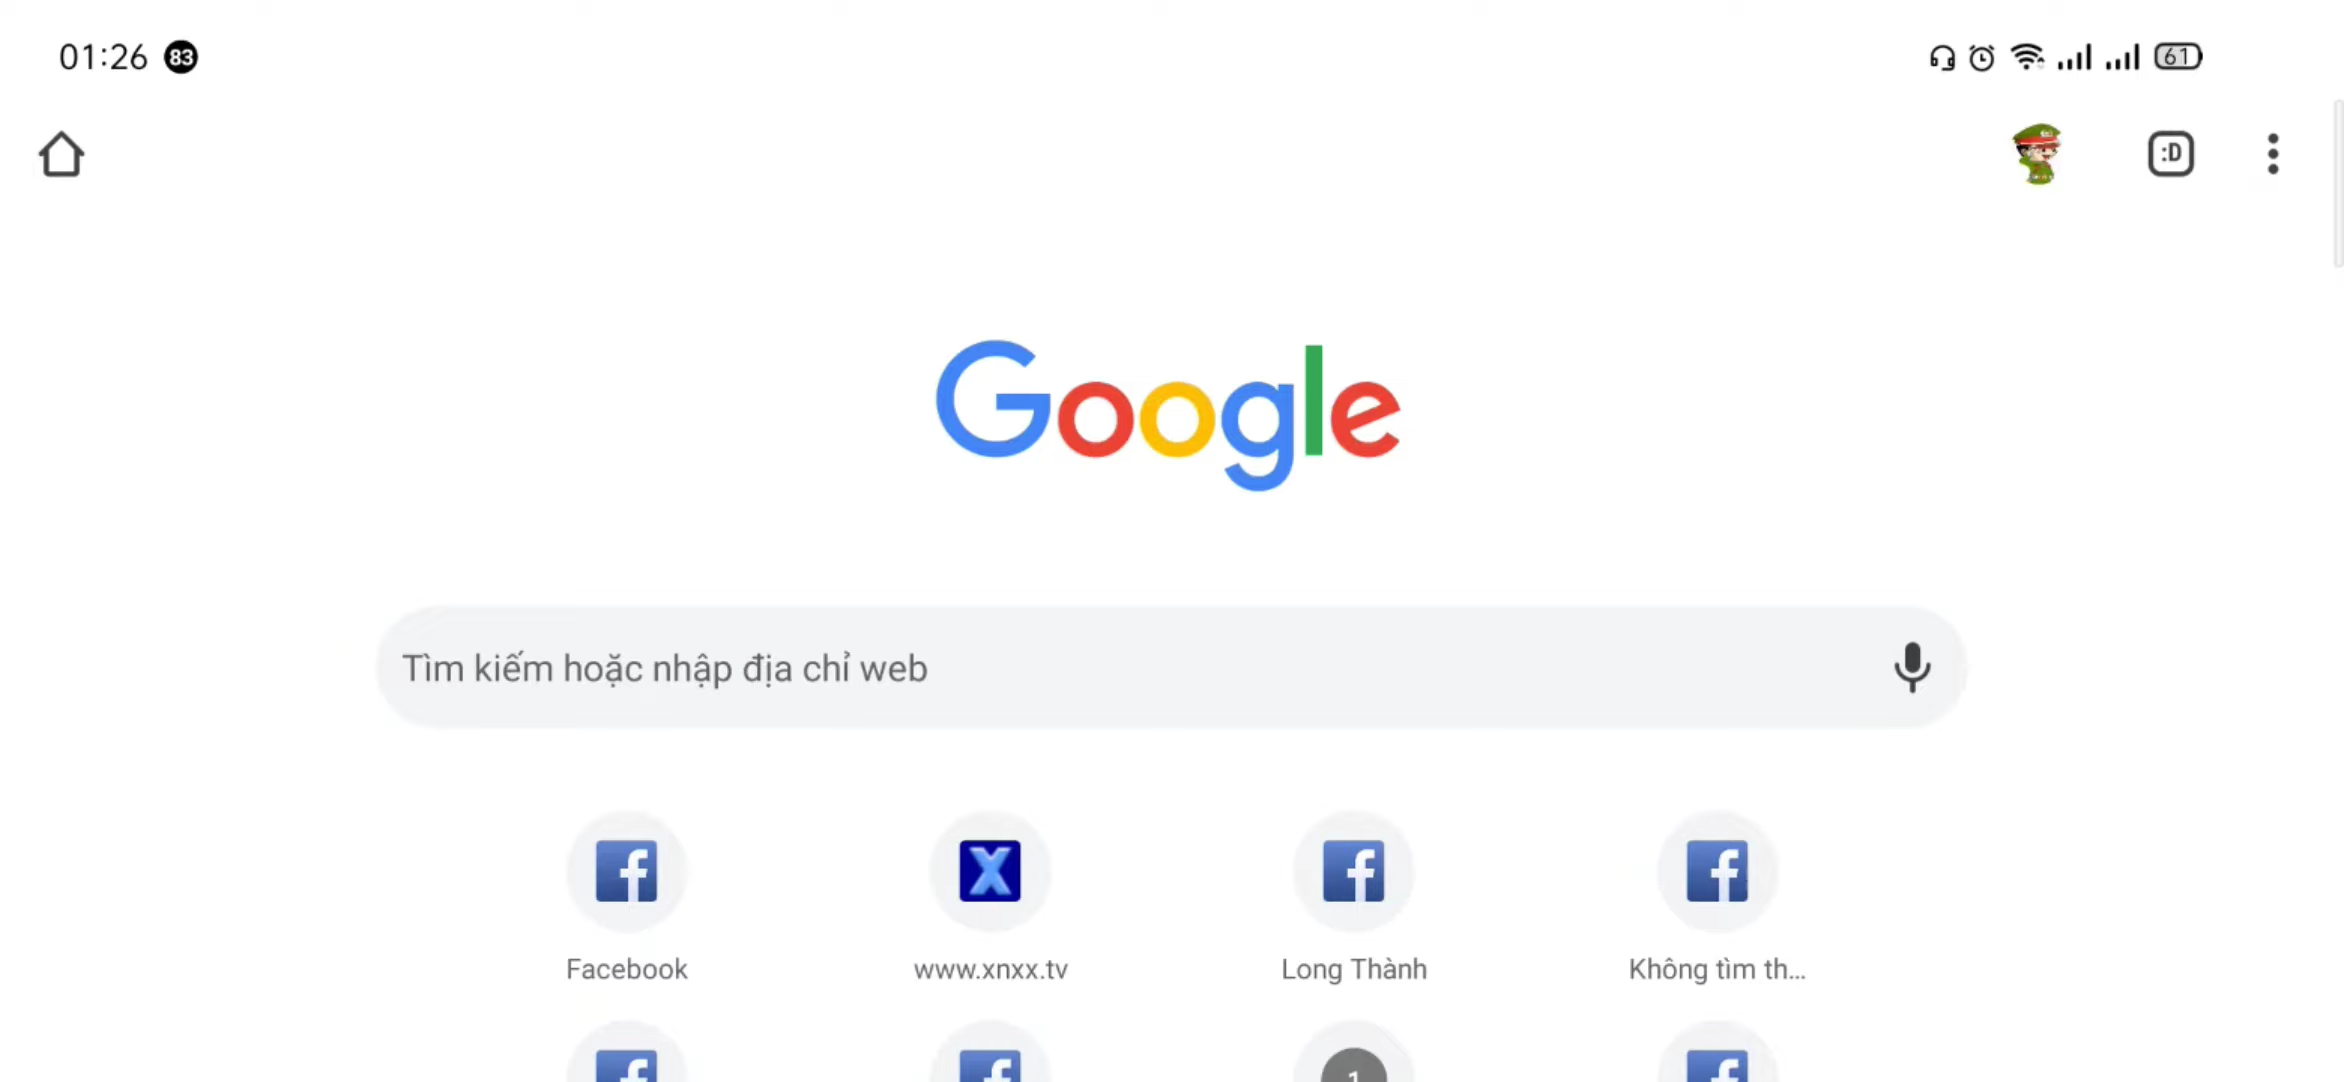 01:26 83 61
:D
Google
Tìm kiếm hoặc nhập địa chỉ web
Facebook www.xnxx.tv Long Thành Không tìm th...
1